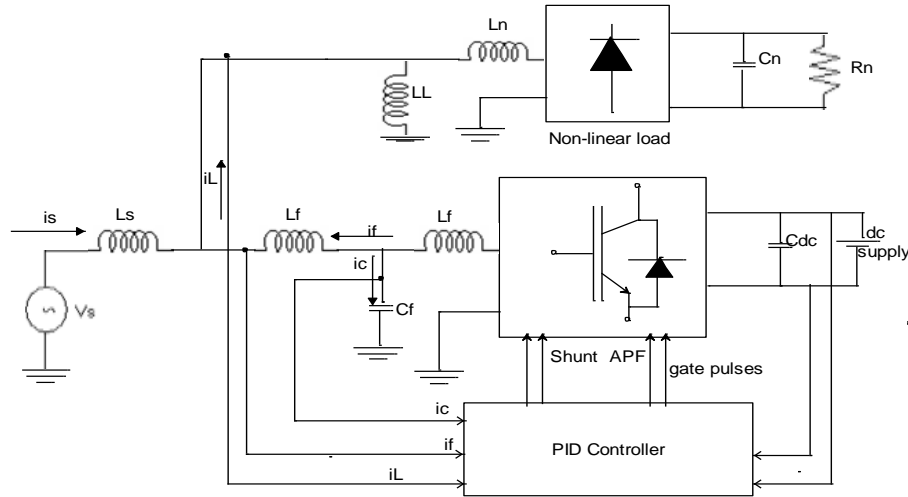 Ln
Cn
Rn
LL
Non-linear load
iL
is
Ls
Lf
if
Lf
ic
Cf
Vs
Cdc
dc
supply
Shunt APF
gate pulses
ic
if
iL
PID Controller